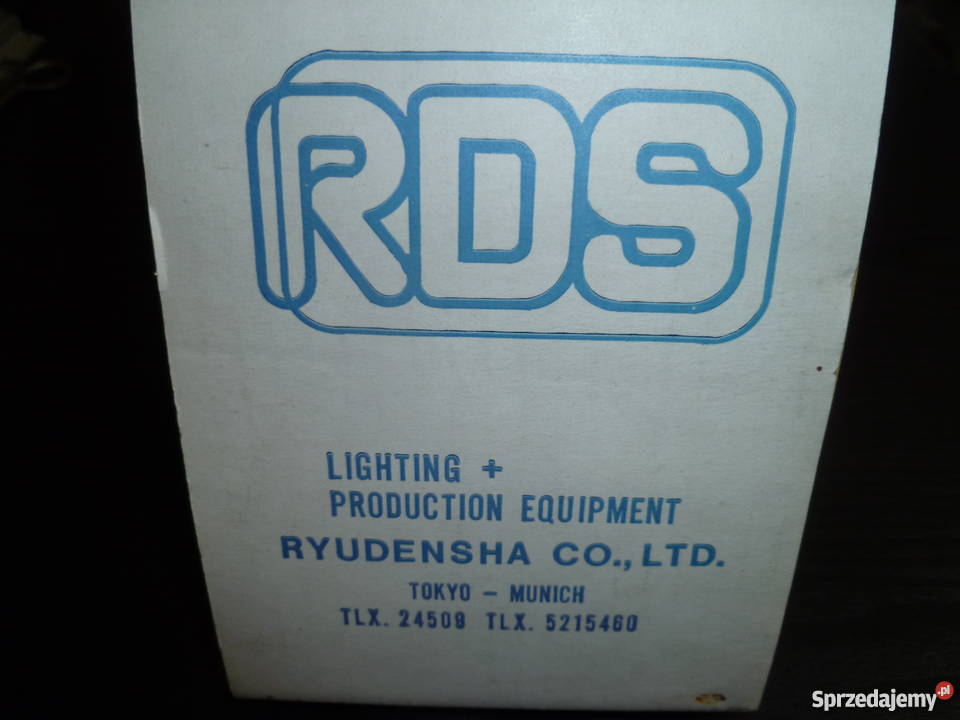 RDS
LIGHTING +
PRODUCTION EQUIPMENT
RYUDENSHA CO., LTD.
TOKYO – MUNICH
TLX. 24509 TLX. 5215460
Sprzedajemy.pl